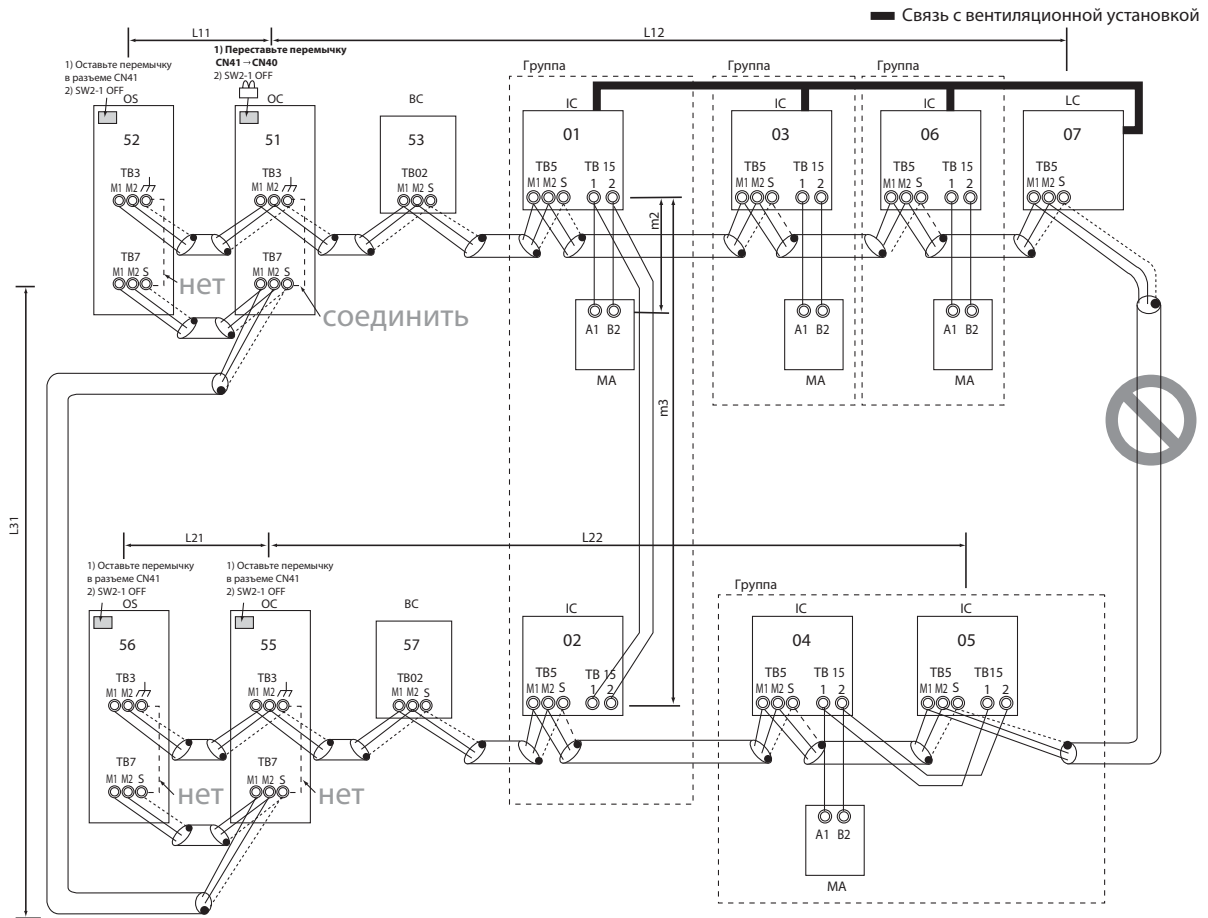 Связь с вентиляционной установкой
L11
L12
1) Оставьте перемычку
в разъеме CN41
2) SW2-1 OFF
1) Переставьте перемычку
CN41→CN40
2) SW2-1 OFF
Группа
Группа
Группа
OS
OC
BC
IC
IC
IC
LC
52
51
53
01
03
06
07
TB3
M1 M2
TB3
M1 M2
TB02
M1 M2 S
TB5
M1 M2 S
TB 15
1 2
TB5
M1 M2 S
TB 15
1 2
TB5
M1 M2 S
TB 15
1 2
TB5
M1 M2 S
m2
TB7
M1 M2 S
нет
TB7
M1 M2 S
соединить
A1 B2
MA
A1 B2
MA
A1 B2
MA
m3
L31
L21
L22
1) Оставьте перемычку
в разъеме CN41
2) SW2-1 OFF
1) Оставьте перемычку
в разъеме CN41
2) SW2-1 OFF
Группа
OS
OC
BC
IC
IC
IC
56
55
57
02
04
05
TB3
M1 M2
TB3
M1 M2
TB02
M1 M2 S
TB5
M1 M2 S
TB 15
1 2
TB5
M1 M2 S
TB 15
1 2
TB5
M1 M2 S
TB15
1 2
TB7
M1 M2 S
нет
TB7
M1 M2 S
нет
A1 B2
MA